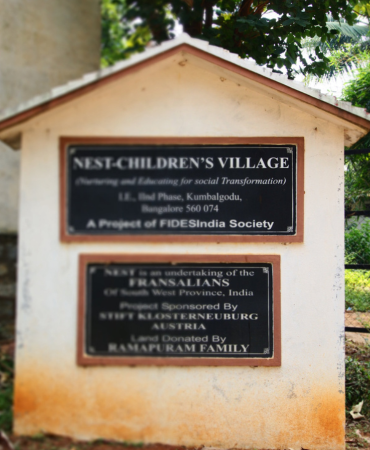 NEST-CHILDREN'S VILLAGE
(Nurturing and Educating for social Transformation)
I.E., IInd Phase, Kumbalgodu,
Bangalore 560 074
A Project of FIDESIndia Society
NEST is an undertaking of the
FRANSALIANS
Of South West Province, India
Project Sponsored By
STIFT KLOSTERNEUBURG
AUSTRIA
Land Donated By
RAMAPURAM FAMILY